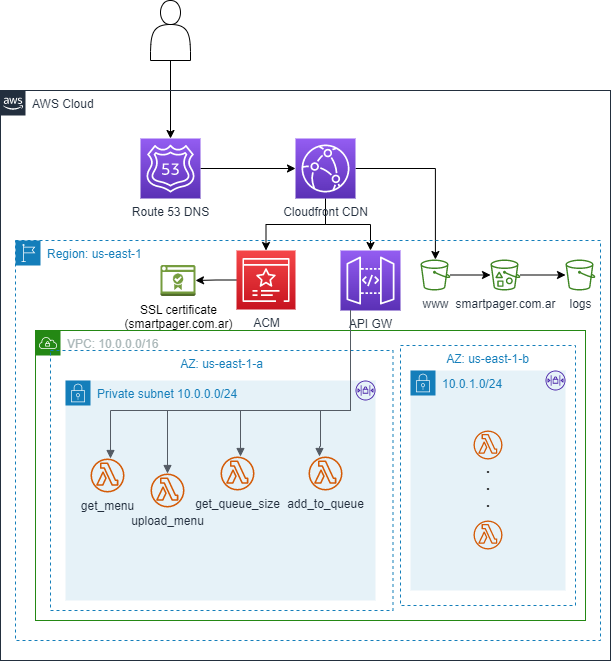 aws
AWS Cloud
53
Route 53 DNS
Cloudfront CDN
Region: us-east-1
SSL certificate
(smartpager.com.ar)
ACM
API GW
www
smartpager.com.ar
logs
VPC: 10.0.0.0/16
AZ: us-east-1-a
Private subnet 10.0.0.0/24
get_menu
upload_menu
get_queue_size
add_to_queue
AZ: us-east-1-b
10.0.1.0/24